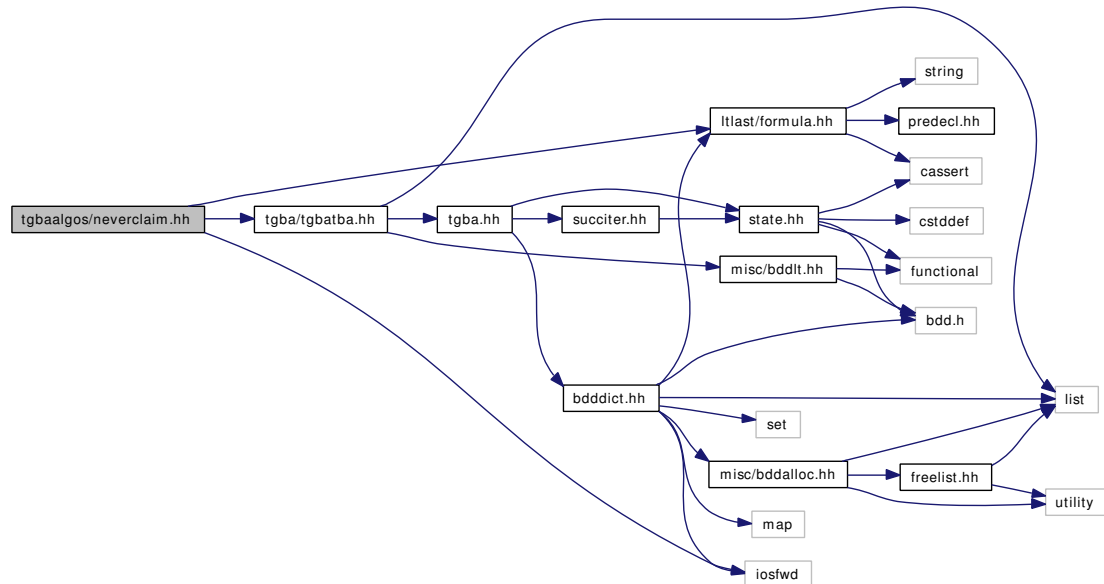 string
ltlast/formula.hh
predecl.hh
cassert
tgbaalgos/neverclaim.hh
tgba/tgbatba.hh
tgba.hh
succiter.hh
state.hh
cstddef
misc/bddlt.hh
functional
bdd.h
bdddict.hh
list
set
misc/bddalloc.hh
freelist.hh
utility
map
iosfwd